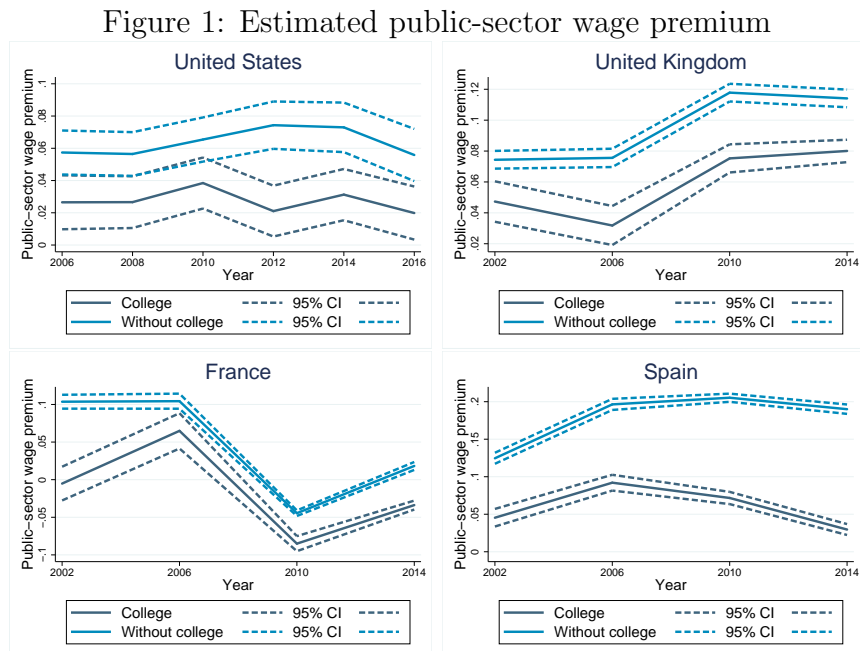 Figure 1: Estimated public-sector wage premium
United States
Public−sector wage premium
0 .02 .04 .06 .08 .1
2006 2008 2010 2012 2014 2016
Year
College 95% CI
Without college 95% CI
United Kingdom
Public−sector wage premium
.02 .04 .06 .08 .1 .12
2002 2006 2010 2014
Year
College 95% CI
Without college 95% CI
France
Public−sector wage premium
−.1 −.05 0 .05 .1
2002 2006 2010 2014
Year
College 95% CI
Without college 95% CI
Spain
Public−sector wage premium
0 .05 .1 .15 .2
2002 2006 2010 2014
Year
College 95% CI
Without college 95% CI